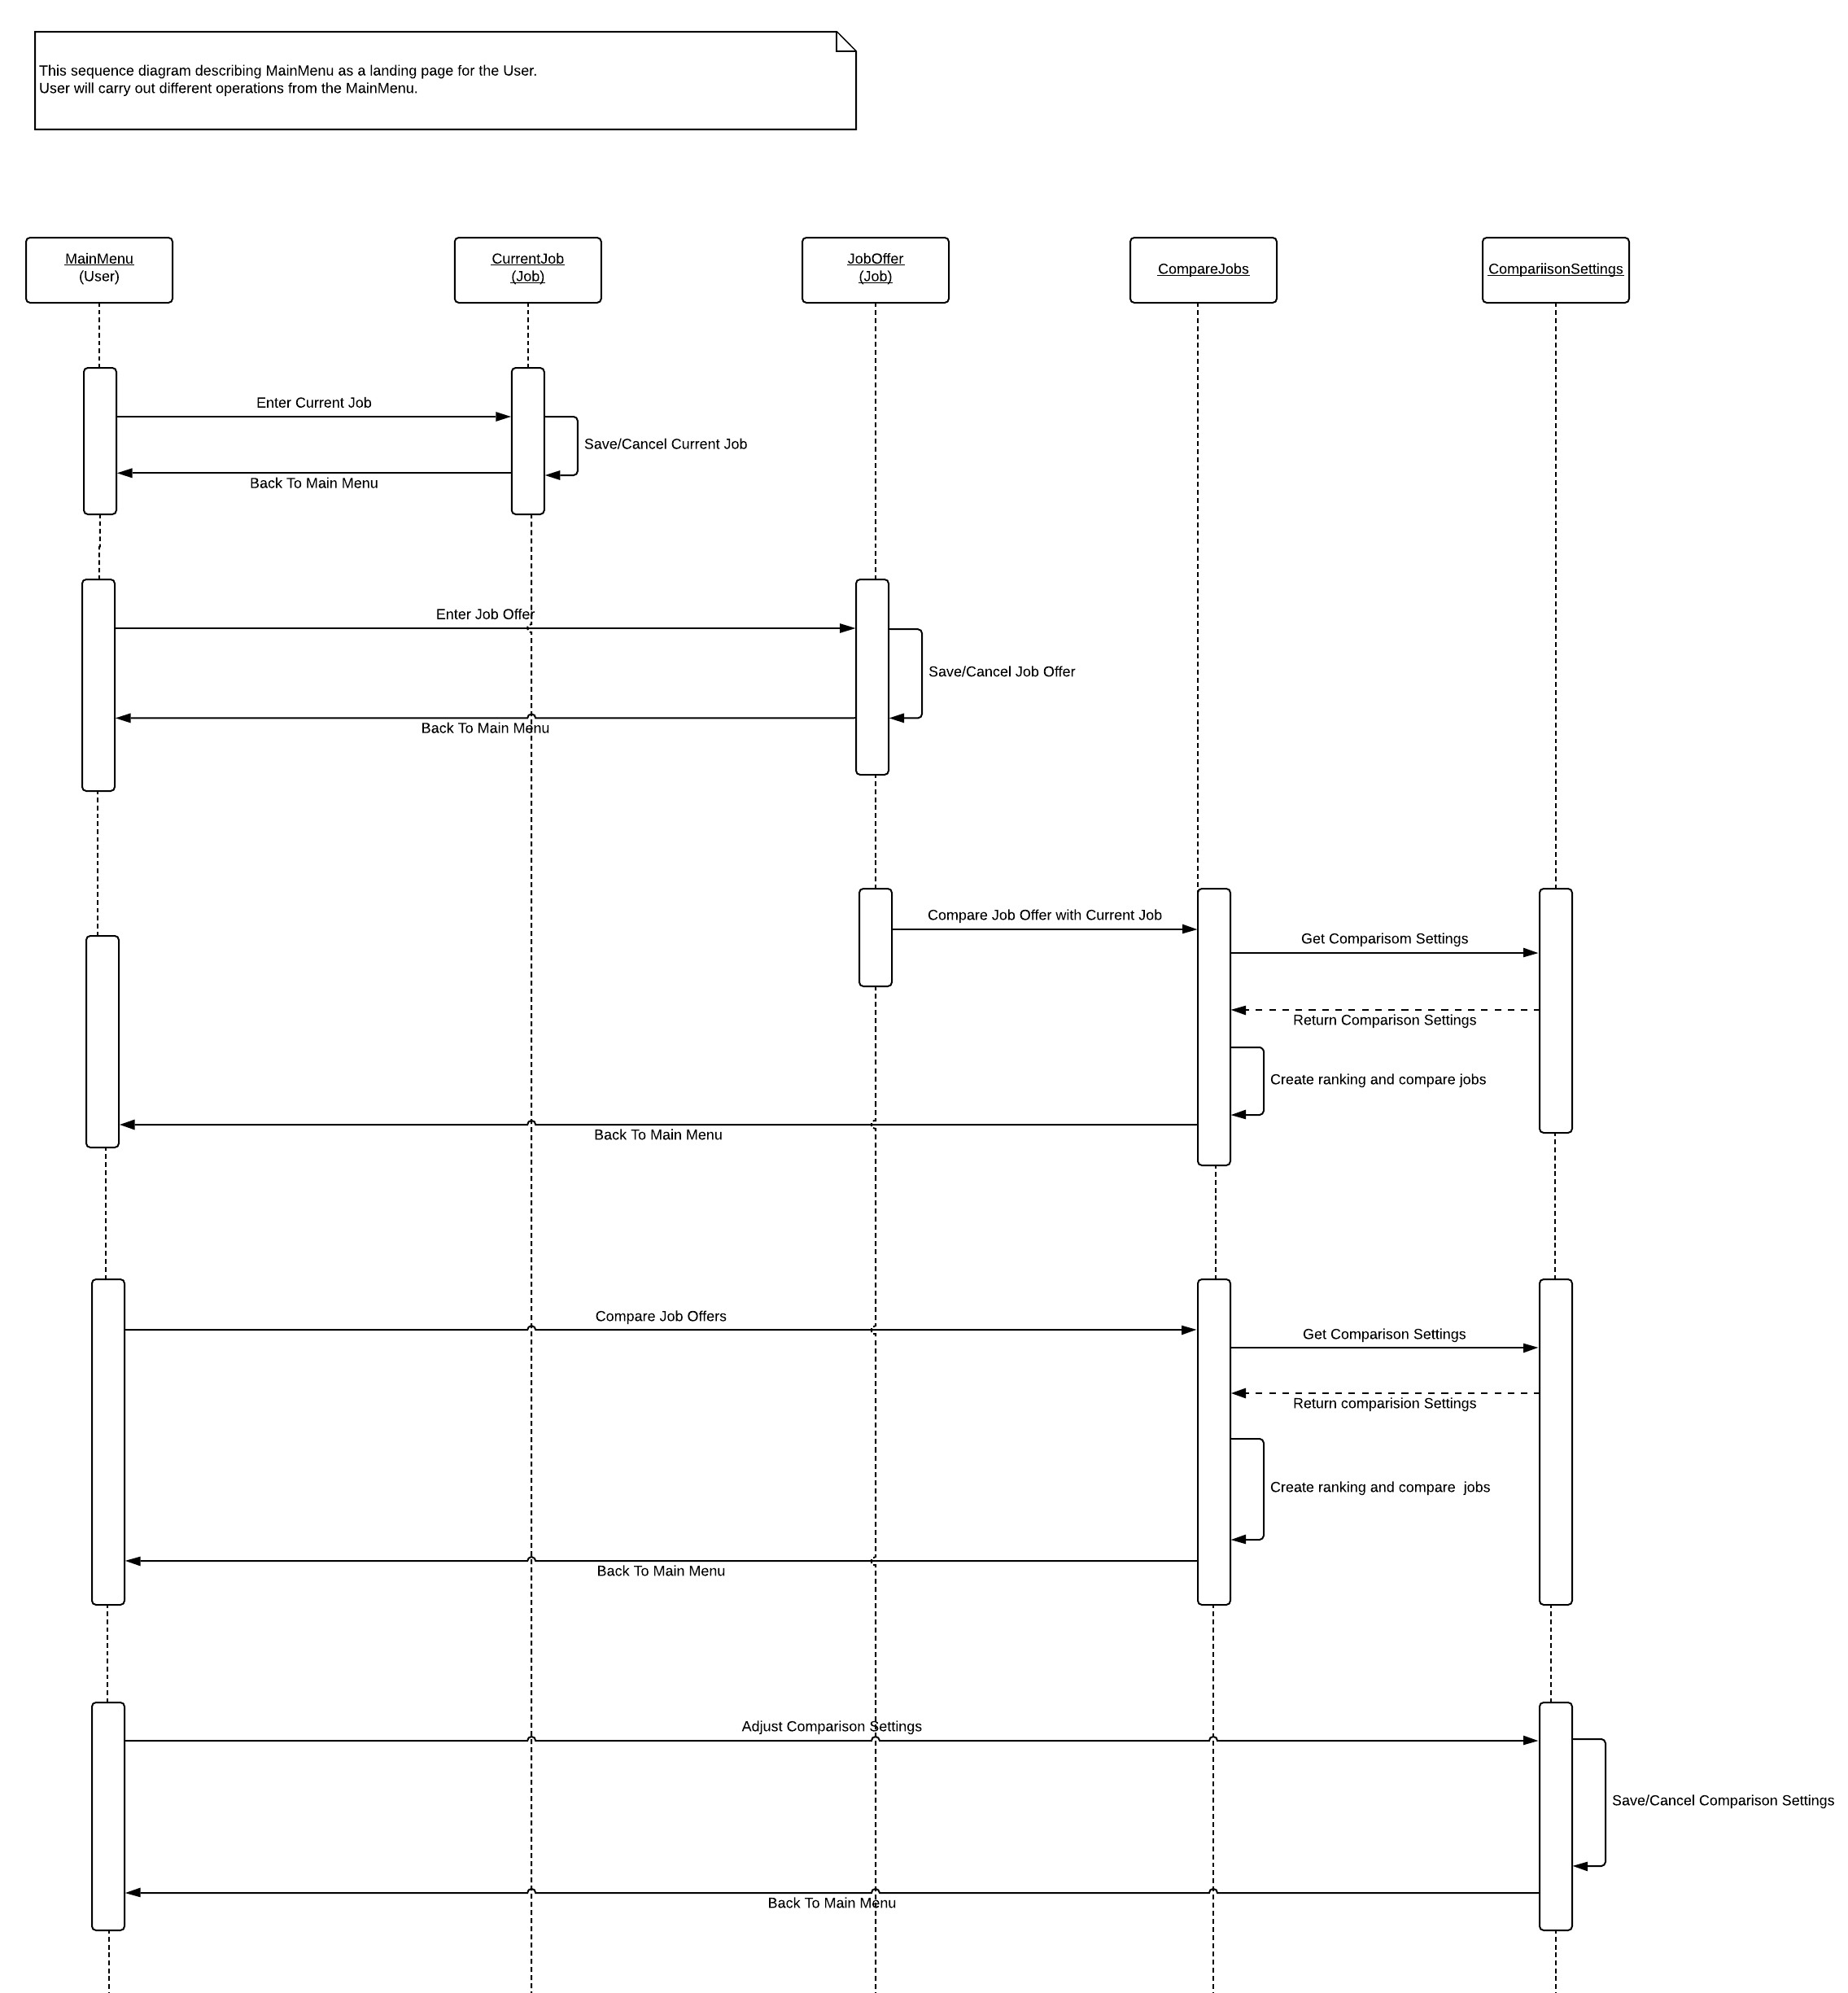 This sequence diagram describing MainMenu as a landing page for the User.
User will carry out different operations from the MainMenu.
MainMenu
(User)
CurrentJob
(Job)
JobOffer
(Job)
CompareJobs
CompariisonSettings
Enter Current Job
Save/Cancel Current Job
Back To Main Menu
Enter Job Offer
Save/Cancel Job Offer
Back To Main Menu
Compare Job Offer with Current Job
Get Comparisom Settings
Return Comparison Settings
Create ranking and compare jobs
Back To Main Menu
Compare Job Offers
Get Comparison Settings
Return comparision Settings
Create ranking and compare  jobs
Back To Main Menu
Adjust Comparison Settings
Save/Cancel Comparison Settings
Back To Main Menu